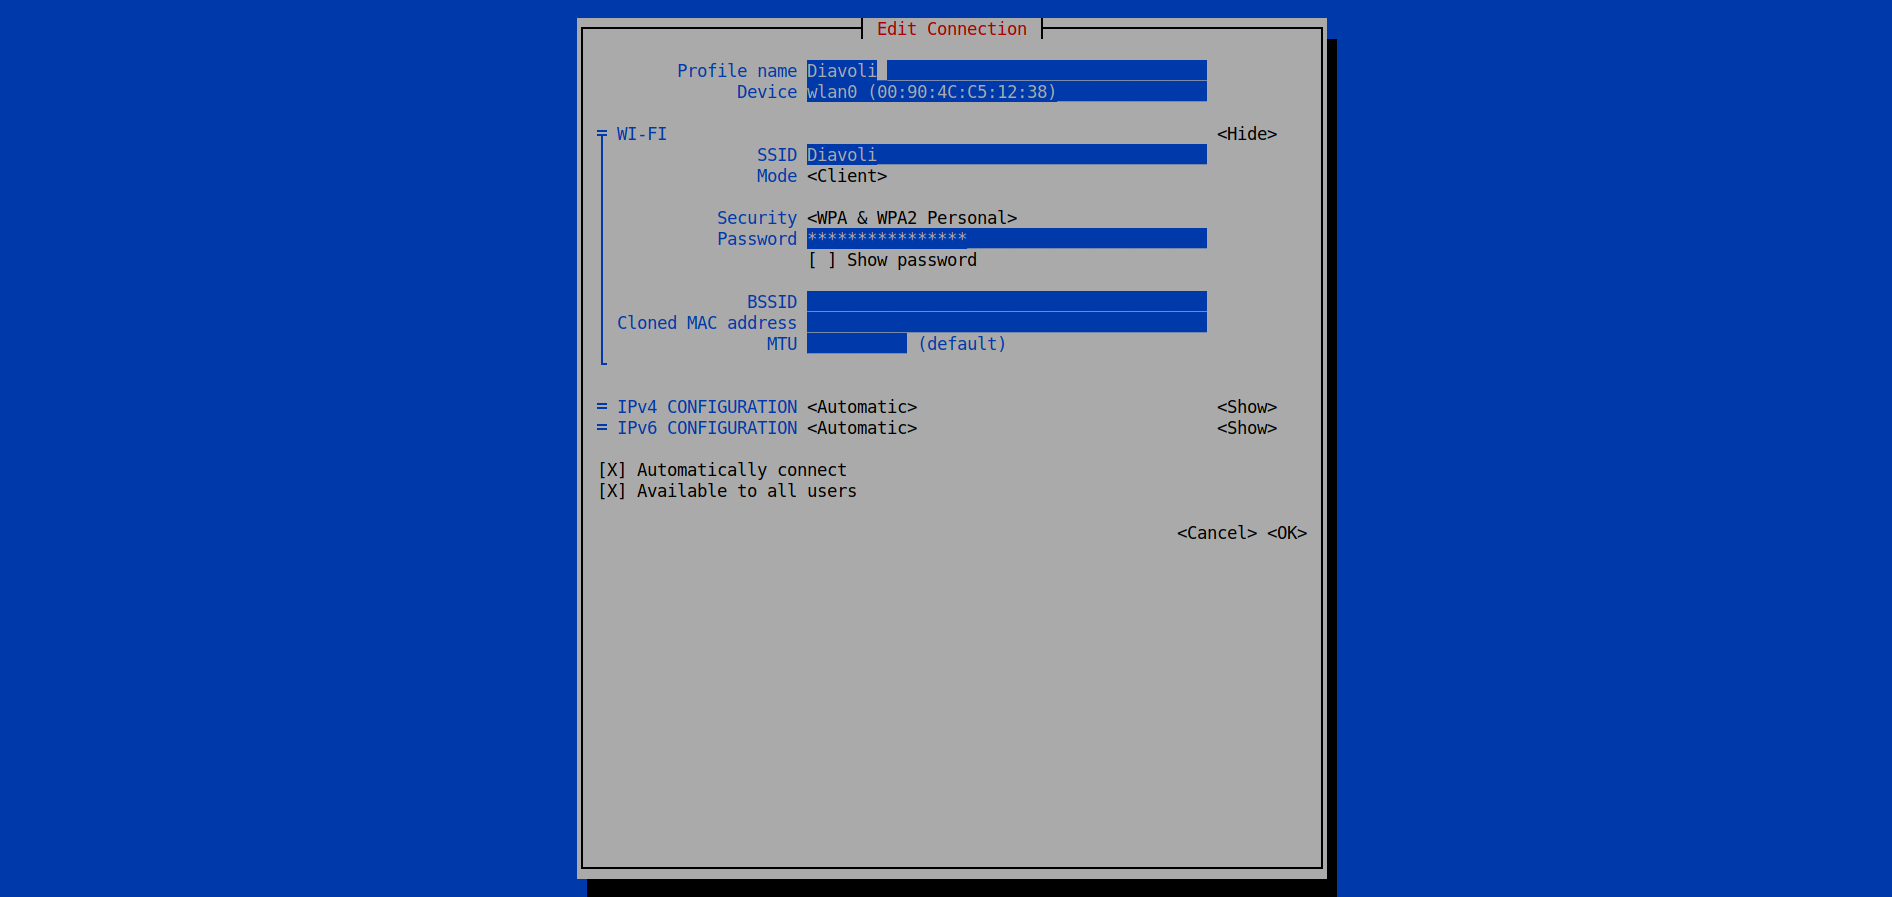 Edit Connection
Profile name Diavoli
Device wlan0 (00:90:4C:C5:12:38)
= WI-FI <Hide>
SSID Diavoli
Mode <Client>
Security <WPA & WPA2 Personal>
Password ****************
[ ] Show password
BSSID
Cloned MAC address
MTU (default)
= IPv4 CONFIGURATION <Automatic> <Show>
= IPv6 CONFIGURATION <Automatic> <Show>
[X] Automatically connect
[X] Available to all users
<Cancel> <OK>